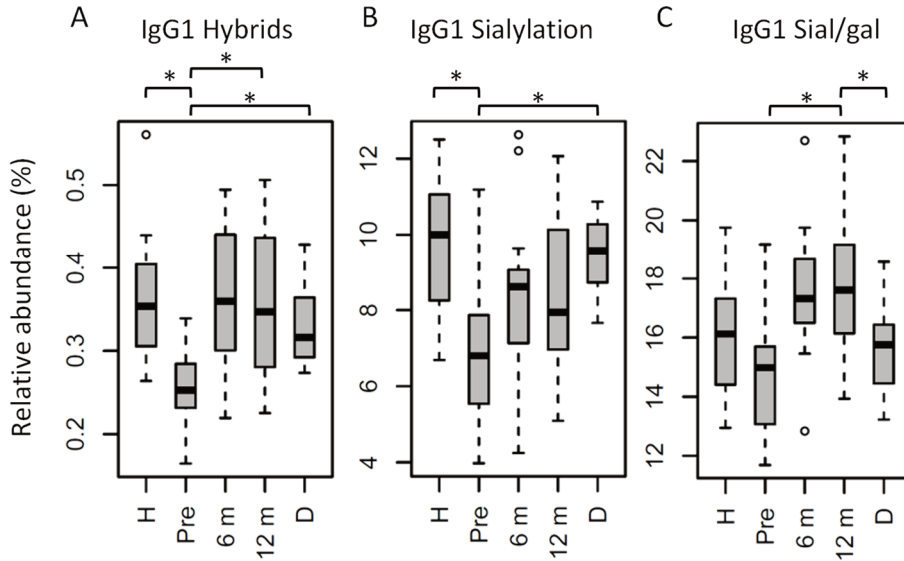 A
IgG1 Hybrids
*
*
*
Relative abundance (%)
0.5
0.4
0.3
0.2
H
Pre
6 m
12 m
D
B
IgG1 Sialylation
*
*
12
10
8
6
4
H
Pre
6 m
12 m
D
C
IgG1 Sial/gal
*
*
22
20
18
16
14
12
H
Pre
6 m
12 m
D